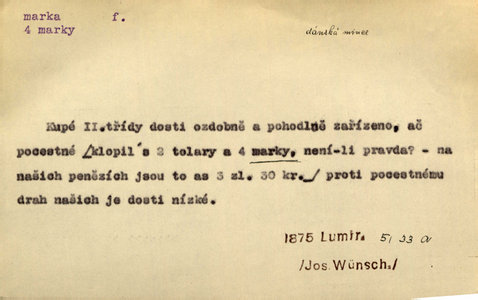 marka f.
4 marky
dánská mince
Kupé II.třídy dosti ozdobně a pohodlně zařízeno, ač
pocestné /klopil's 2 tolary a 4 marky, není-li pravda? - na
našich penězích jsou to as 3 zl. 30 kr./ proti pocestnému
drah našich je dosti nízké.
1875 Lumír. 5/ 33 a
/Jos. Wünsch./